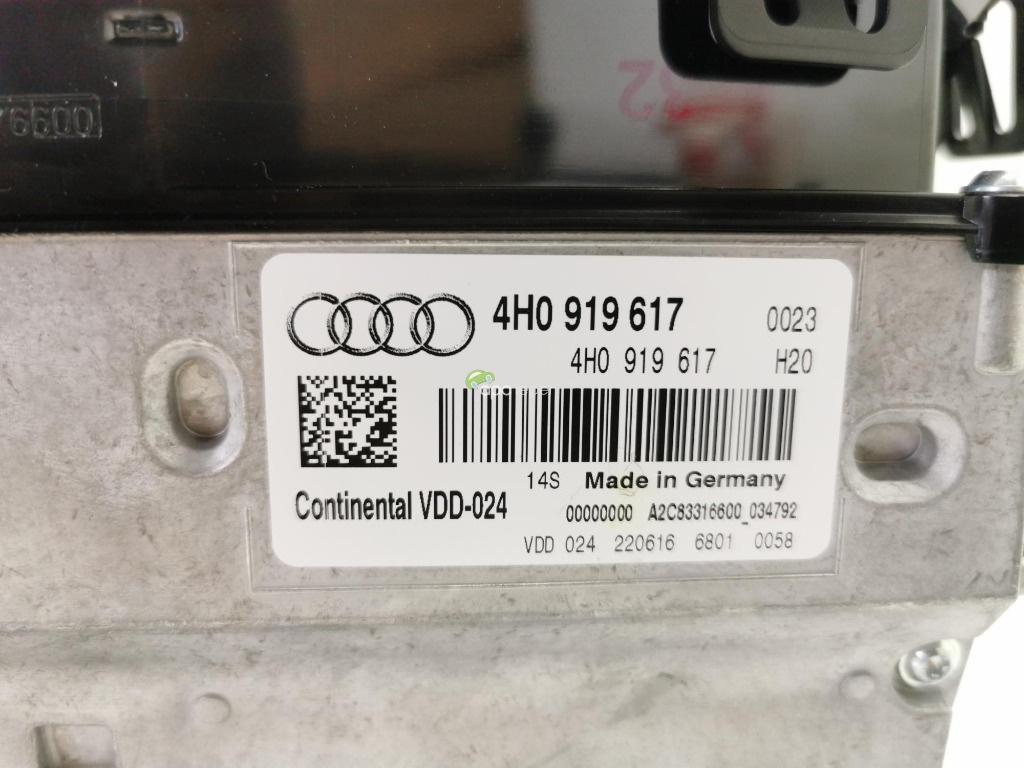 76600
4H0 919 617 0023
4H0 919 617 H20
14S Made in Germany
Continental VDD-024
00000000 A2C83316600_034792
VDD 024 220616 6801 0058